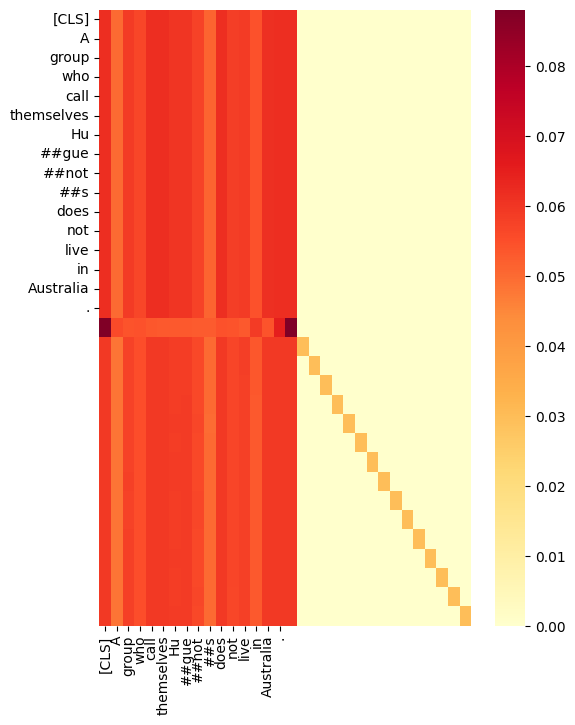 [CLS]
A
group
who
call
themselves
Hu
##gue
##not
##s
does
not
live
in
Australia
.
0.08
0.07
0.06
0.05
0.04
0.03
0.02
0.01
0.00
[CLS]
A
group
who
call
themselves
Hu
##gue
##not
##s
does
not
live
in
Australia
.